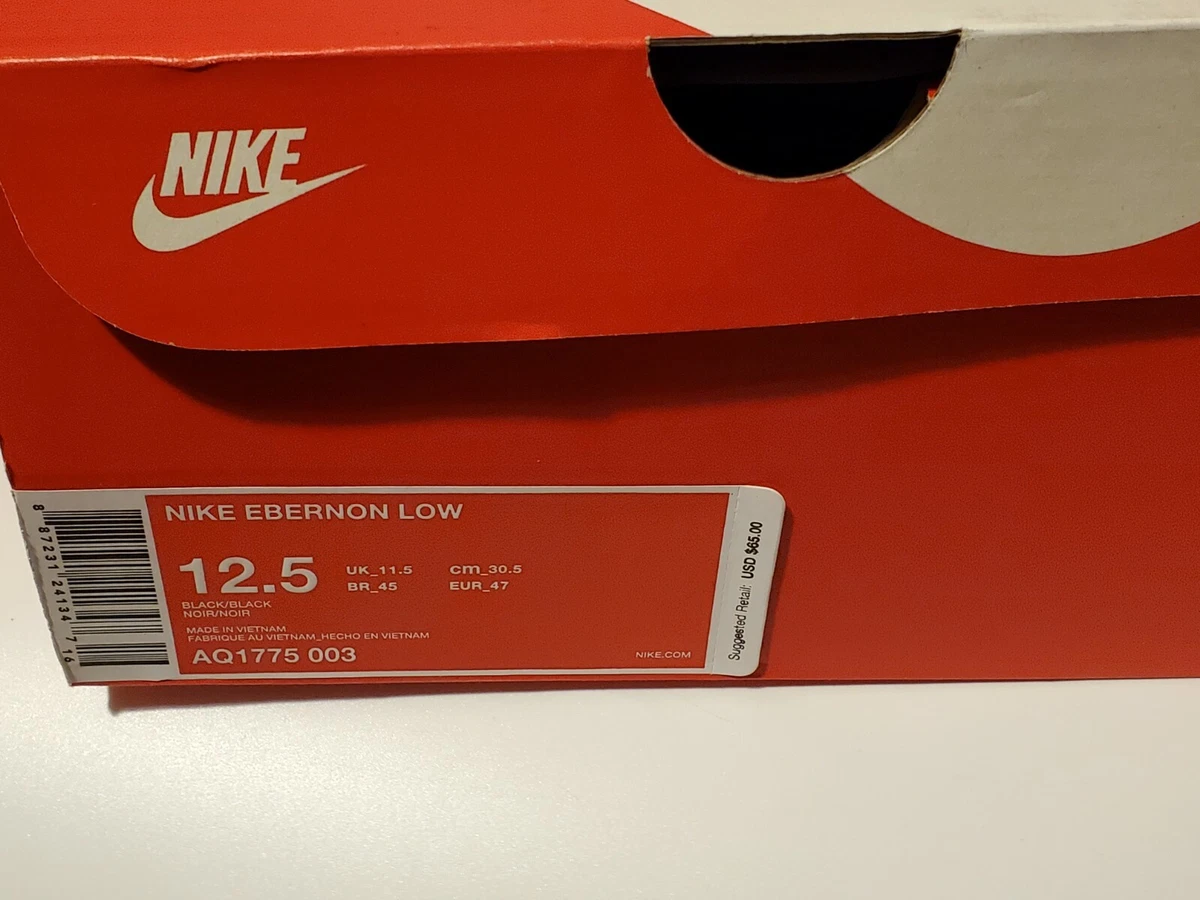 NIKE
NIKE EBERNON LOW
12.5
UK_11.5 cm_30.5
BR_45 EUR_47
BLACK/BLACK
NOIR/NOIR
MADE IN VIETNAM
FABRIQUE AU VIETNAM_HECHO EN VIETNAM
AQ1775 003
NIKE.COM
8 87231 24134 7 16
Suggested Retail: USD $65.00